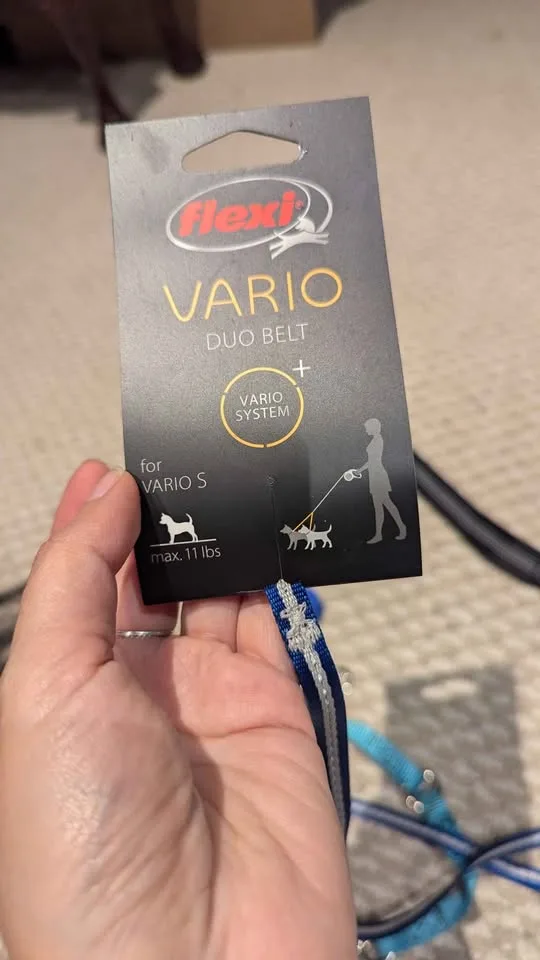 flexi
VARIO
DUO BELT
+
VARIO
SYSTEM
for
VARIO S
max. 11 lbs